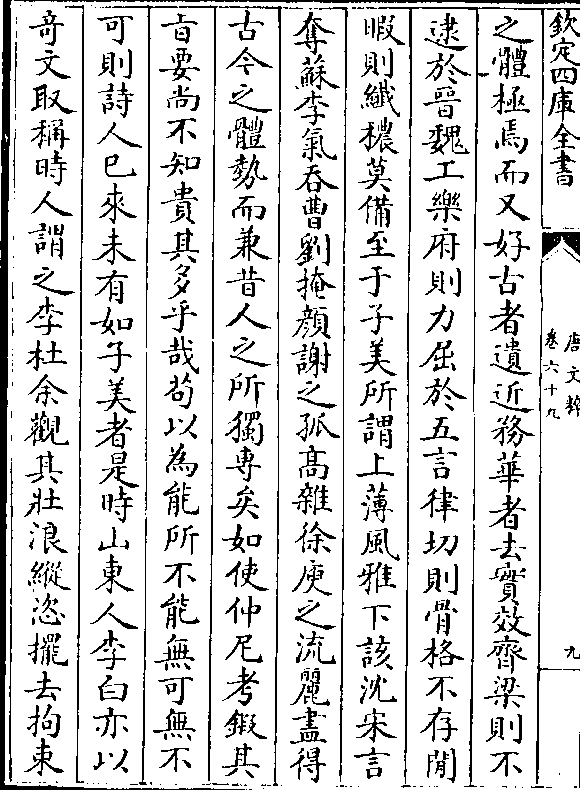 欽定四庫全書
唐文粹
卷六十九
九
之體極焉而又好古者遺近務華者去實效齊梁則不
逮於晉魏工樂府則力屈於五言律切則骨格不存閒
暇則纎穠莫備至于子美所謂上薄風雅下該沈宋言
奪蘇李氣吞曹劉掩顔謝之孤高雜徐庾之流麗盡得
古今之體勢而兼昔人之所獨専矣如使仲尼考鍛其
㫖要尚不知貴其多乎哉茍以為能所不能無可無不
可則詩人已來未有如子美者是時山東人李白亦以
竒文取稱時人謂之李杜余觀其壯浪縱恣擺去拘束